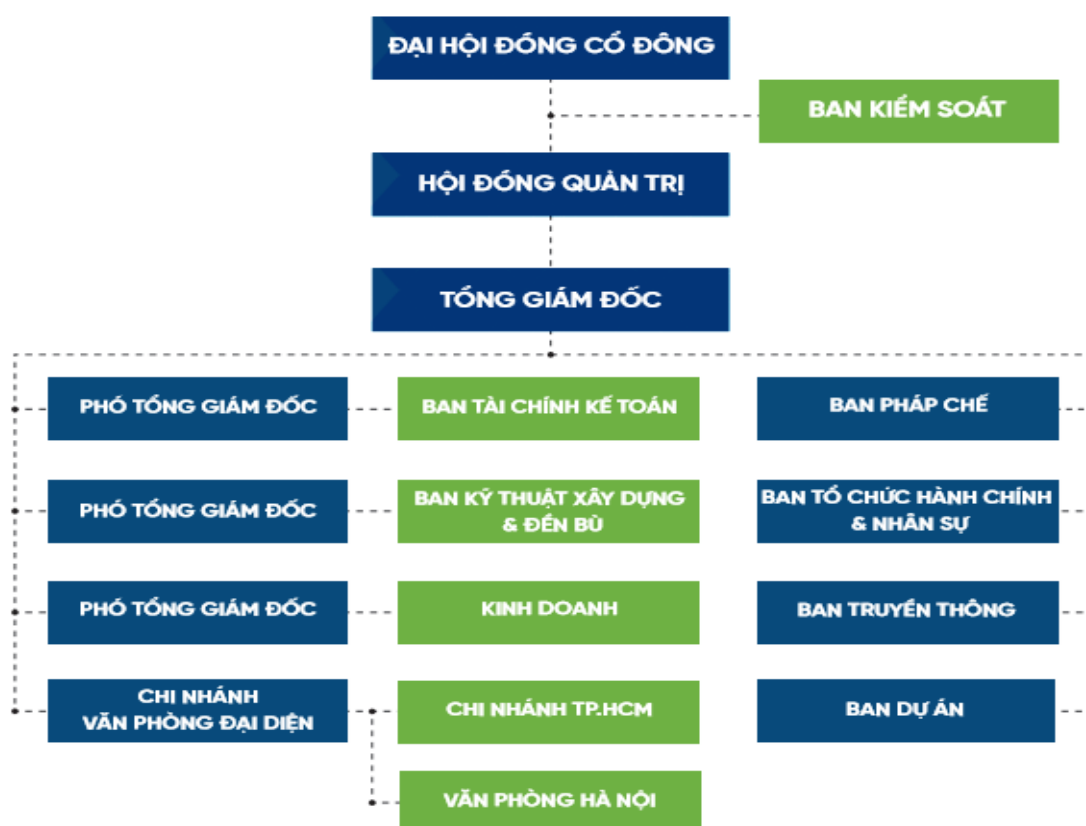 ĐẠI HỘI ĐỒNG CỔ ĐÔNG
BAN KIỂM SOÁT
HỘI ĐỒNG QUẢN TRỊ
TỔNG GIÁM ĐỐC
PHÓ TỔNG GIÁM ĐỐC
BAN TÀI CHÍNH KẾ TOÁN
BAN PHÁP CHẾ
PHÓ TỔNG GIÁM ĐỐC
BAN KỸ THUẬT XÂY DỰNG
& ĐỀN BÙ
BAN TỔ CHỨC HÀNH CHÍNH
& NHÂN SỰ
PHÓ TỔNG GIÁM ĐỐC
KINH DOANH
BAN TRUYỀN THÔNG
CHI NHÁNH
VĂN PHÒNG ĐẠI DIỆN
CHI NHÁNH TP.HCM
BAN DỰ ÁN
VĂN PHÒNG HÀ NỘI